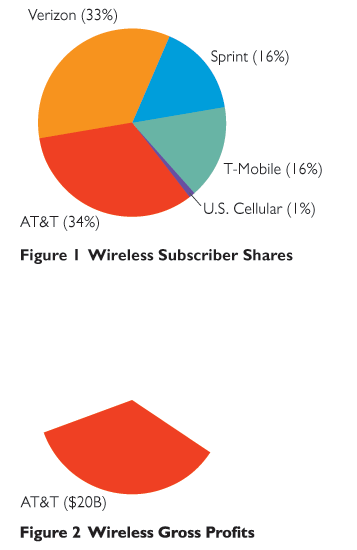 Verizon (33%)
Sprint (16%)
T-Mobile (16%)
U.S. Cellular (1%)
AT&T (34%)
Figure 1 Wireless Subscriber Shares
AT&T ($20B)
Figure 2 Wireless Gross Profits